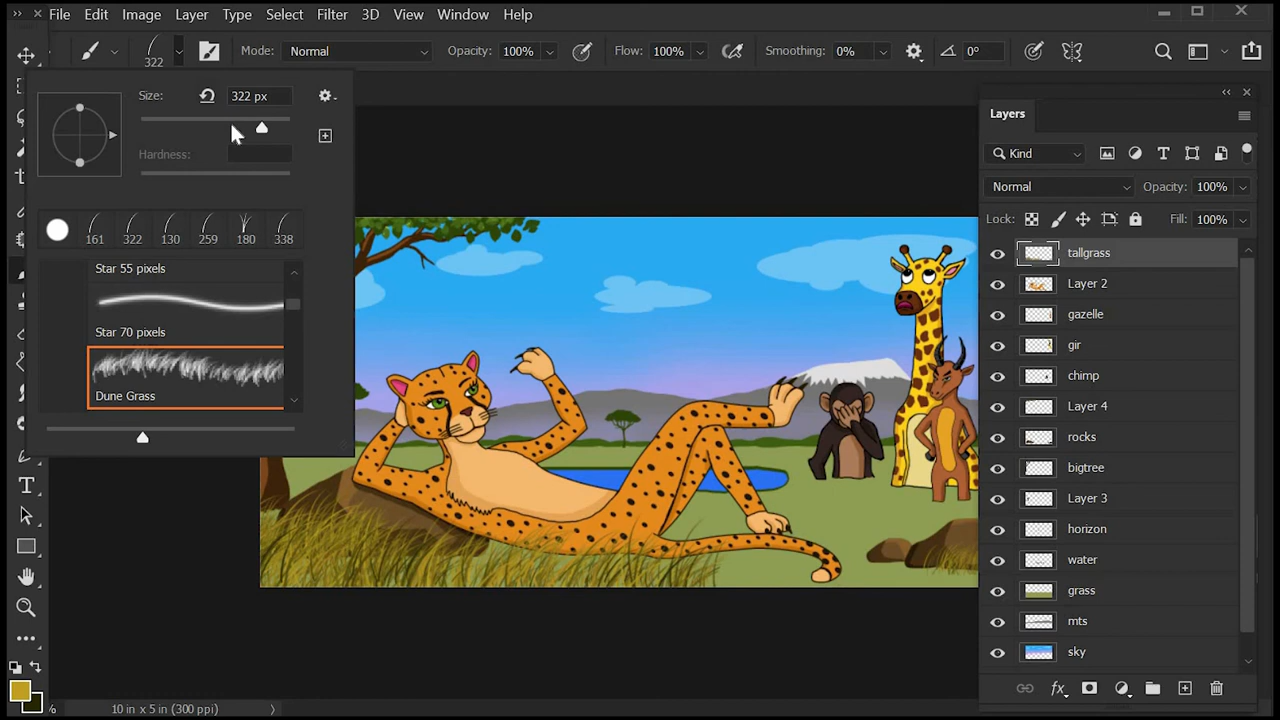 File Edit Image Layer Type Select Filter 3D View Window Help
322 Mode: Normal Opacity: 100% Flow: 100% Smoothing: 0% 0°
Size: 322 px
Hardness:
161 322 130 259 180 338
Star 55 pixels
Star 70 pixels
Dune Grass
Layers
Kind
Normal Opacity: 100%
Lock: Fill: 100%
tallgrass
Layer 2
gazelle
gir
chimp
Layer 4
rocks
bigtree
Layer 3
horizon
water
grass
mts
sky
fx
% 10 in x 5 in (300 ppi)